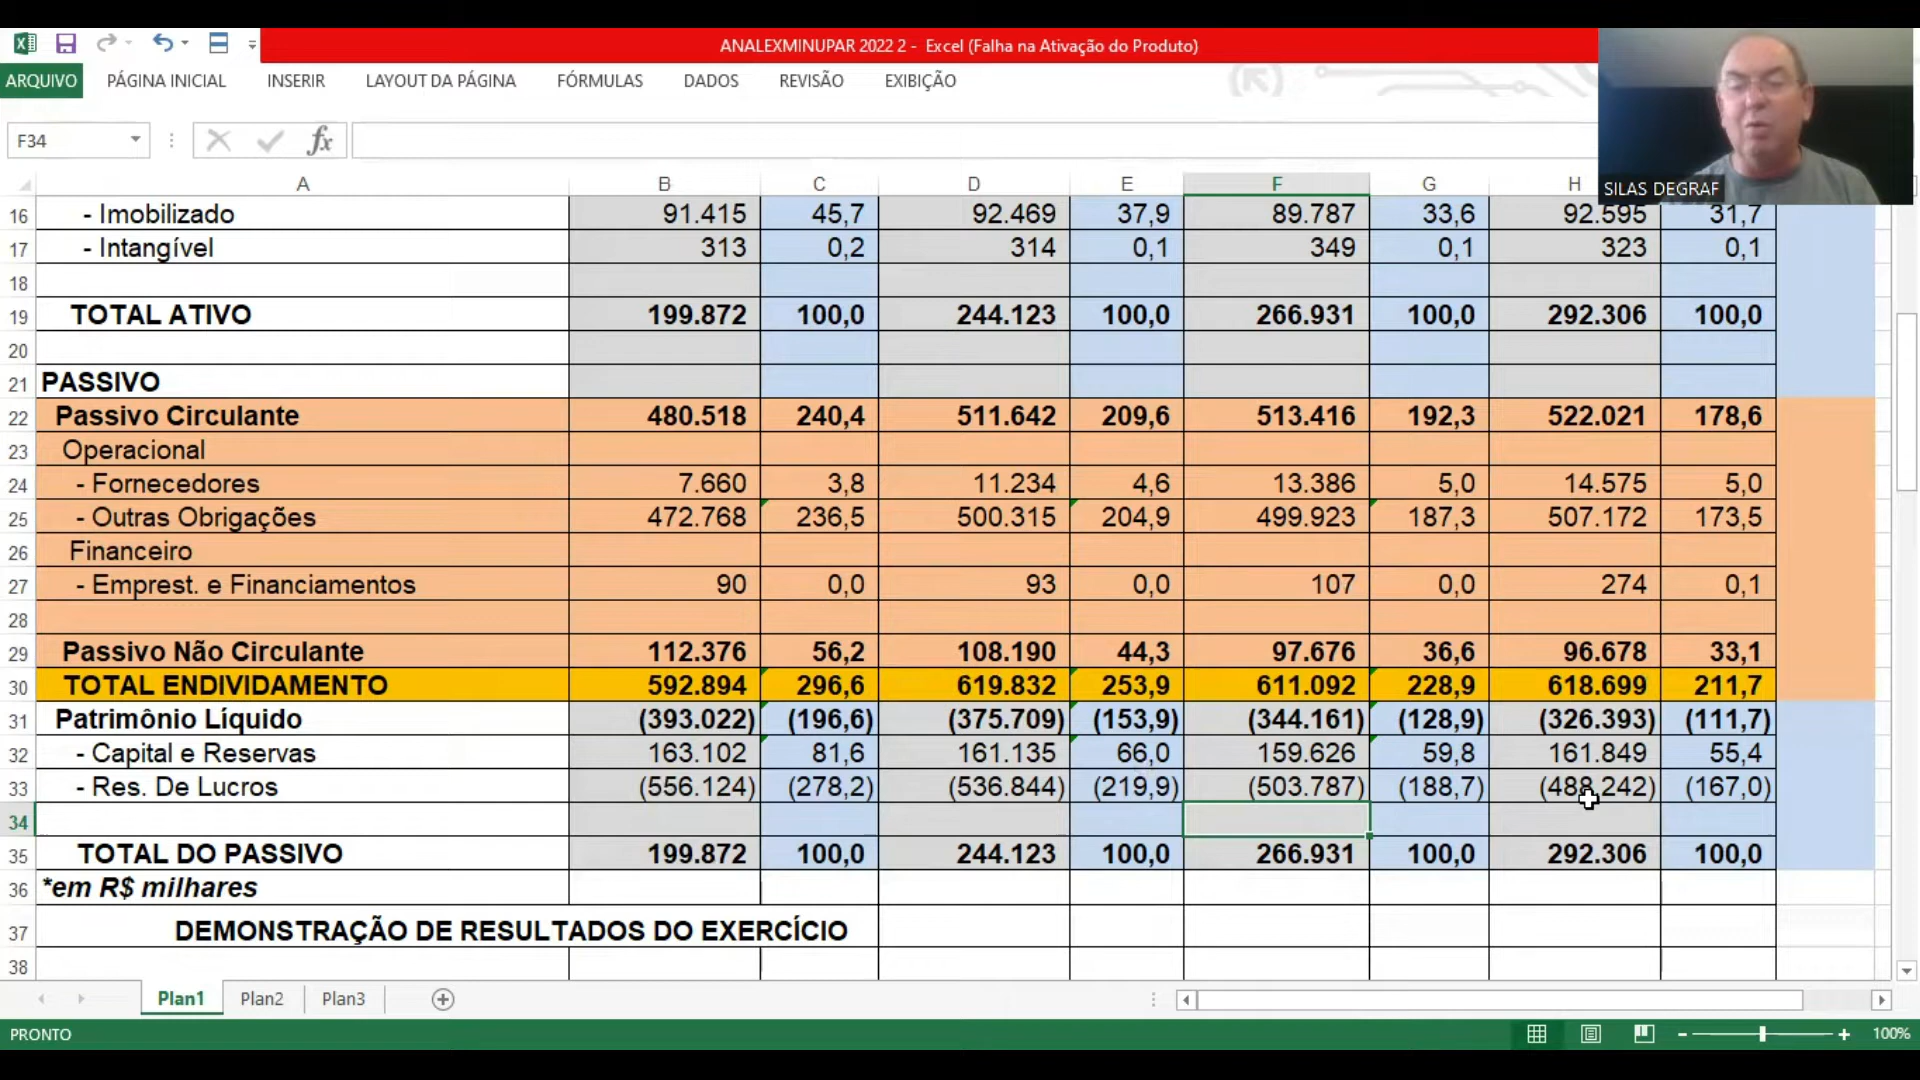 ANALEXMINUPAR 2022 2 - Excel (Falha na Ativação do Produto)
ARQUIVO PÁGINA INICIAL INSERIR LAYOUT DA PÁGINA FÓRMULAS DADOS REVISÃO EXIBIÇÃO
F34 fx
SILAS DEGRAF
A B C D E F G H
16 - Imobilizado 91.415 45,7 92.469 37,9 89.787 33,6 92.595 31,7
17 - Intangível 313 0,2 314 0,1 349 0,1 323 0,1
18
19 TOTAL ATIVO 199.872 100,0 244.123 100,0 266.931 100,0 292.306 100,0
20
21 PASSIVO
22 Passivo Circulante 480.518 240,4 511.642 209,6 513.416 192,3 522.021 178,6
23 Operacional
24 - Fornecedores 7.660 3,8 11.234 4,6 13.386 5,0 14.575 5,0
25 - Outras Obrigações 472.768 236,5 500.315 204,9 499.923 187,3 507.172 173,5
26 Financeiro
27 - Emprest. e Financiamentos 90 0,0 93 0,0 107 0,0 274 0,1
28
29 Passivo Não Circulante 112.376 56,2 108.190 44,3 97.676 36,6 96.678 33,1
30 TOTAL ENDIVIDAMENTO 592.894 296,6 619.832 253,9 611.092 228,9 618.699 211,7
31 Patrimônio Líquido (393.022) (196,6) (375.709) (153,9) (344.161) (128,9) (326.393) (111,7)
32 - Capital e Reservas 163.102 81,6 161.135 66,0 159.626 59,8 161.849 55,4
33 - Res. De Lucros (556.124) (278,2) (536.844) (219,9) (503.787) (188,7) (488.242) (167,0)
34
35 TOTAL DO PASSIVO 199.872 100,0 244.123 100,0 266.931 100,0 292.306 100,0
36 *em R$ milhares
37 DEMONSTRAÇÃO DE RESULTADOS DO EXERCÍCIO
38
Plan1 Plan2 Plan3
PRONTO 100%